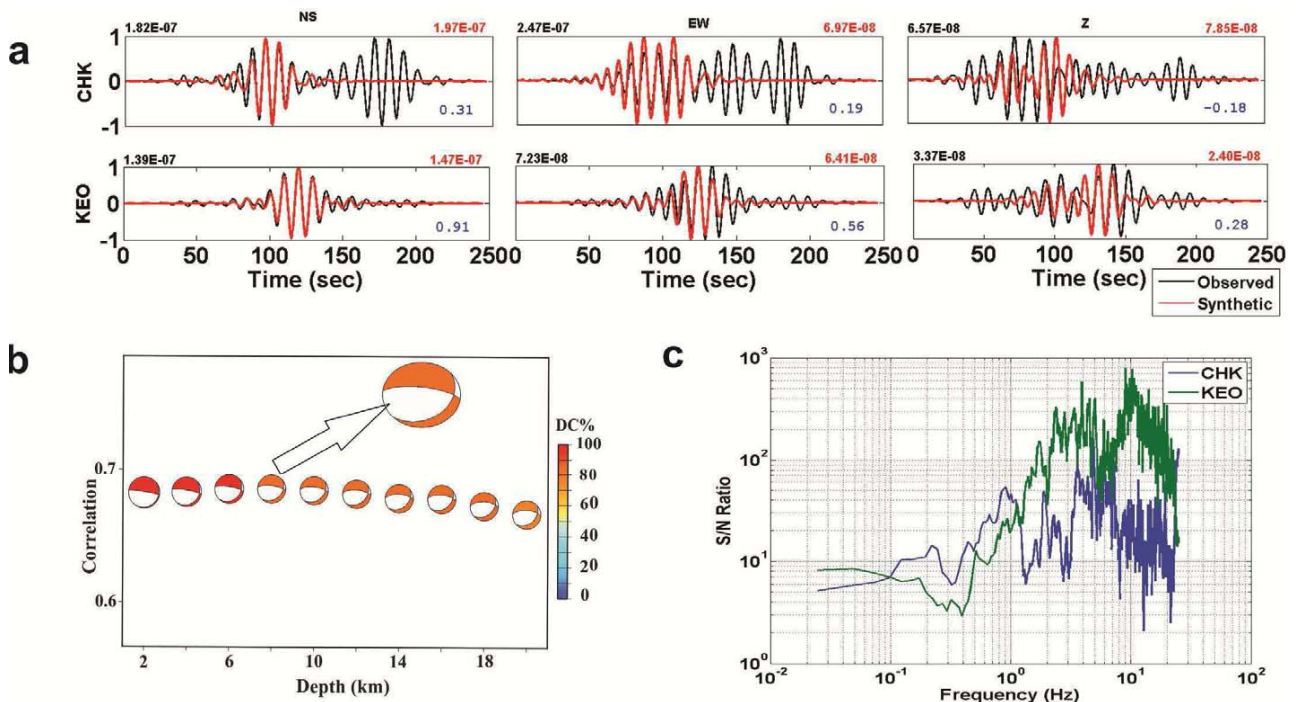 NS EW Z
a
1.82E-07 1.97E-07 2.47E-07 6.97E-08 6.57E-08 7.85E-08
1
CHK 0
0.31 0.19 -0.18
-1
1.39E-07 1.47E-07 7.23E-08 6.41E-08 3.37E-08 2.40E-08
1
KEO 0
0.91 0.56 0.28
-1
0 50 100 150 200 250 0 50 100 150 200 250 0 50 100 150 200 250
Time (sec) Time (sec) Time (sec)
Observed
Synthetic
b
DC%
100
80
60
40
20
0
0.7
0.6
Correlation
2 6 10 14 18
Depth (km)
c
10^3
10^2
10^1
10^0
S/N Ratio
CHK
KEO
10^-2 10^-1 10^0 10^1 10^2
Frequency (Hz)